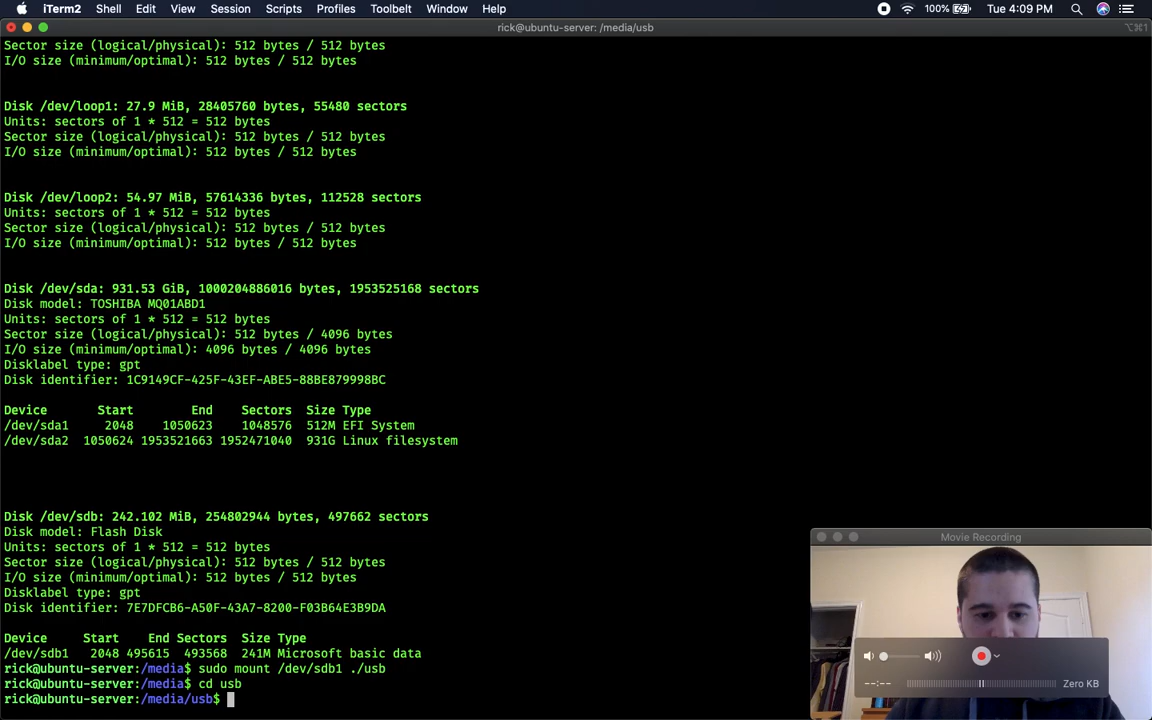 iTerm2 Shell Edit View Session Scripts Profiles Toolbelt Window Help 100% Tue 4:09 PM
rick@ubuntu-server: /media/usb ⌥⌘1
Sector size (logical/physical): 512 bytes / 512 bytes
I/O size (minimum/optimal): 512 bytes / 512 bytes
Disk /dev/loop1: 27.9 MiB, 28405760 bytes, 55480 sectors
Units: sectors of 1 * 512 = 512 bytes
Sector size (logical/physical): 512 bytes / 512 bytes
I/O size (minimum/optimal): 512 bytes / 512 bytes
Disk /dev/loop2: 54.97 MiB, 57614336 bytes, 112528 sectors
Units: sectors of 1 * 512 = 512 bytes
Sector size (logical/physical): 512 bytes / 512 bytes
I/O size (minimum/optimal): 512 bytes / 512 bytes
Disk /dev/sda: 931.53 GiB, 1000204886016 bytes, 1953525168 sectors
Disk model: TOSHIBA MQ01ABD1
Units: sectors of 1 * 512 = 512 bytes
Sector size (logical/physical): 512 bytes / 4096 bytes
I/O size (minimum/optimal): 4096 bytes / 4096 bytes
Disklabel type: gpt
Disk identifier: 1C9149CF-425F-43EF-ABE5-88BE879998BC
Device Start End Sectors Size Type
/dev/sda1 2048 1050623 1048576 512M EFI System
/dev/sda2 1050624 1953521663 1952471040 931G Linux filesystem
Disk /dev/sdb: 242.102 MiB, 254802944 bytes, 497662 sectors
Disk model: Flash Disk
Units: sectors of 1 * 512 = 512 bytes
Sector size (logical/physical): 512 bytes / 512 bytes
I/O size (minimum/optimal): 512 bytes / 512 bytes
Disklabel type: gpt
Disk identifier: 7E7DFCB6-A50F-43A7-8200-F03B64E3B9DA
Device Start End Sectors Size Type
/dev/sdb1 2048 495615 493568 241M Microsoft basic data
rick@ubuntu-server:/media$ sudo mount /dev/sdb1 ./usb
rick@ubuntu-server:/media$ cd usb
rick@ubuntu-server:/media/usb$
Movie Recording
--:-- Zero KB